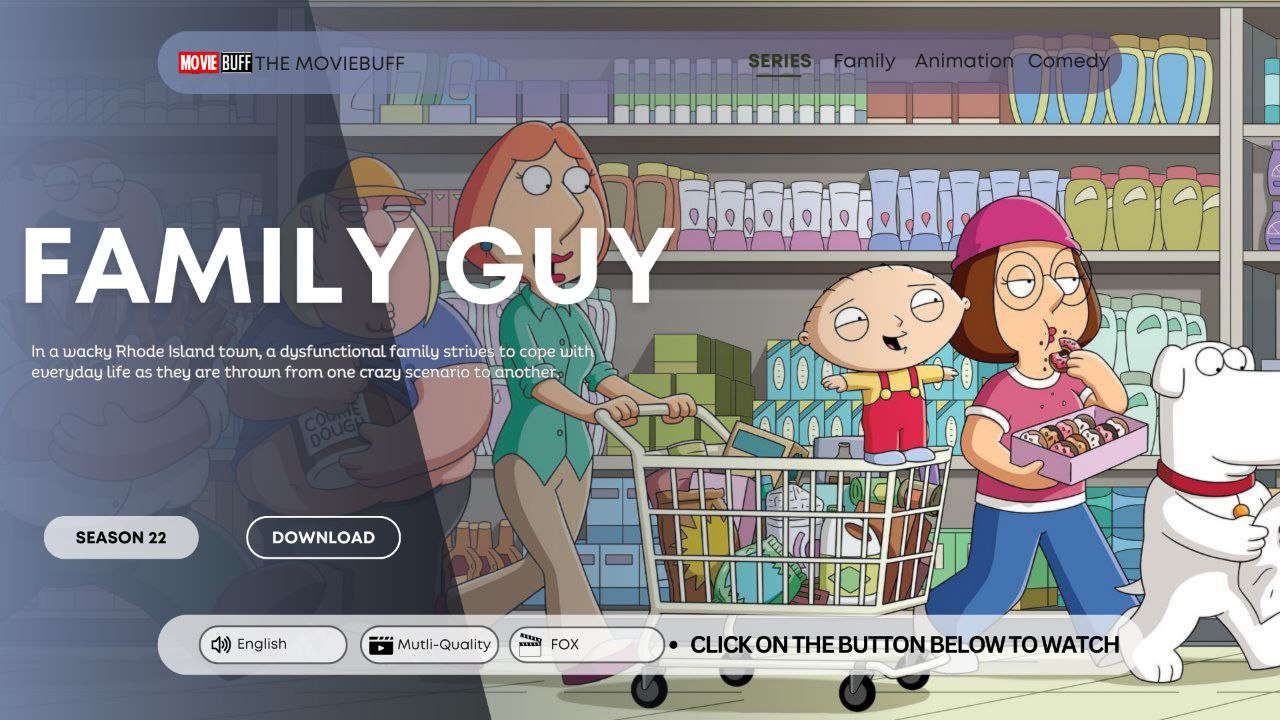 MOVIE BUFF THE MOVIEBUFF
SERIES Family Animation Comedy
FAMILY GUY
In a wacky Rhode Island town, a dysfunctional family strives to cope with
everyday life as they are thrown from one crazy scenario to another.
COOKIE
DOUGH
SEASON 22
DOWNLOAD
English
Mutli-Quality
FOX
• CLICK ON THE BUTTON BELOW TO WATCH